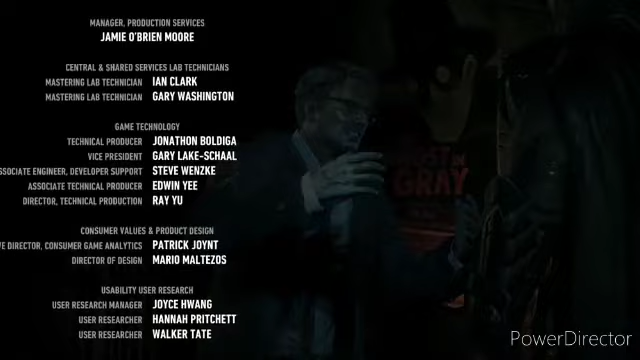 MANAGER, PRODUCTION SERVICES
JAMIE O'BRIEN MOORE
CENTRAL & SHARED SERVICES LAB TECHNICIANS
MASTERING LAB TECHNICIAN IAN CLARK
MASTERING LAB TECHNICIAN GARY WASHINGTON
GAME TECHNOLOGY
TECHNICAL PRODUCER JONATHON BOLDIGA
VICE PRESIDENT GARY LAKE-SCHAAL
SSOCIATE ENGINEER, DEVELOPER SUPPORT STEVE WENZKE
ASSOCIATE TECHNICAL PRODUCER EDWIN YEE
DIRECTOR, TECHNICAL PRODUCTION RAY YU
CONSUMER VALUES & PRODUCT DESIGN
VE DIRECTOR, CONSUMER GAME ANALYTICS PATRICK JOYNT
DIRECTOR OF DESIGN MARIO MALTEZOS
USABILITY USER RESEARCH
USER RESEARCH MANAGER JOYCE HWANG
USER RESEARCHER HANNAH PRITCHETT
USER RESEARCHER WALKER TATE
GRAY
PowerDirector